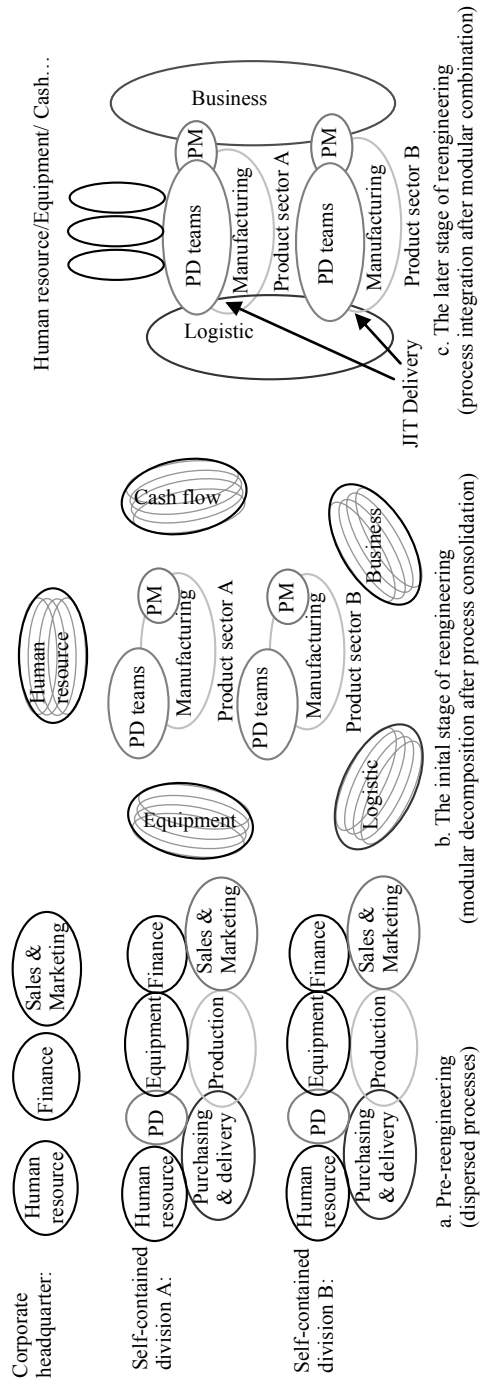 Corporate
headquarter:
Human
resource
Finance
Sales &
Marketing
Self-contained
division A:
Human
resource
PD
Equipment
Finance
Purchasing
& delivery
Production
Sales &
Marketing
Self-contained
division B:
Human
resource
PD
Equipment
Finance
Purchasing
& delivery
Production
Sales &
Marketing
a. Pre-reengineering
(dispersed processes)
Human
resource
Equipment
Cash flow
PD teams
PM
Manufacturing
Product sector A
PD teams
PM
Manufacturing
Product sector B
Logistic
Business
b. The inital stage of reengineering
(modular decomposition after process consolidation)
Human resource/Equipment/ Cash…
Logistic
Business
PD teams
PM
Manufacturing
Product sector A
PD teams
PM
Manufacturing
Product sector B
JIT Delivery
c. The later stage of reengineering
(process integration after modular combination)